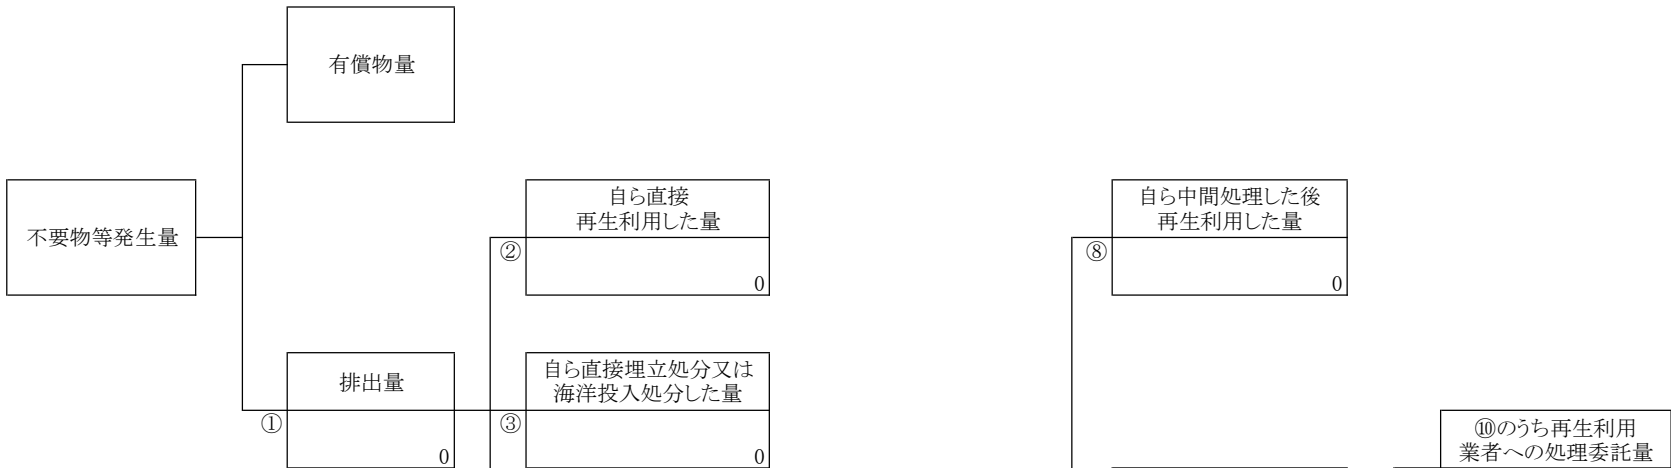 有償物量
不要物等発生量
自ら直接
再生利用した量
②
0
自ら中間処理した後
再生利用した量
⑧
0
排出量
①
0
自ら直接埋立処分又は
海洋投入処分した量
③
0
⑩のうち再生利用
業者への処理委託量